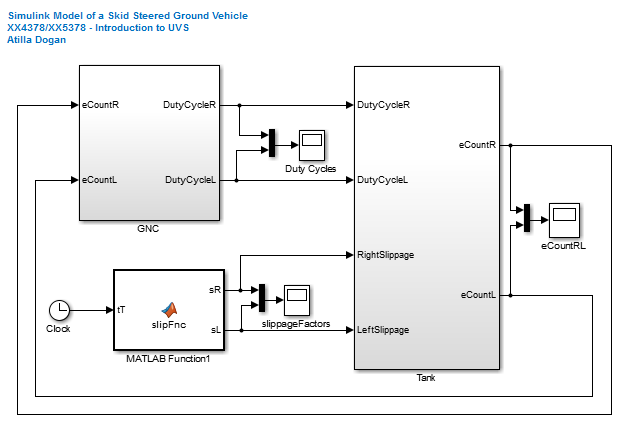 Simulink Model of a Skid Steered Ground Vehicle
XX4378/XX5378 - Introduction to UVS
Atilla Dogan
eCountR
DutyCycleR
eCountL
DutyCycleL
GNC
Duty Cycles
DutyCycleR
DutyCycleL
RightSlippage
LeftSlippage
eCountR
eCountL
Tank
eCountRL
Clock
tT
slipFnc
sR
sL
MATLAB Function1
slippageFactors